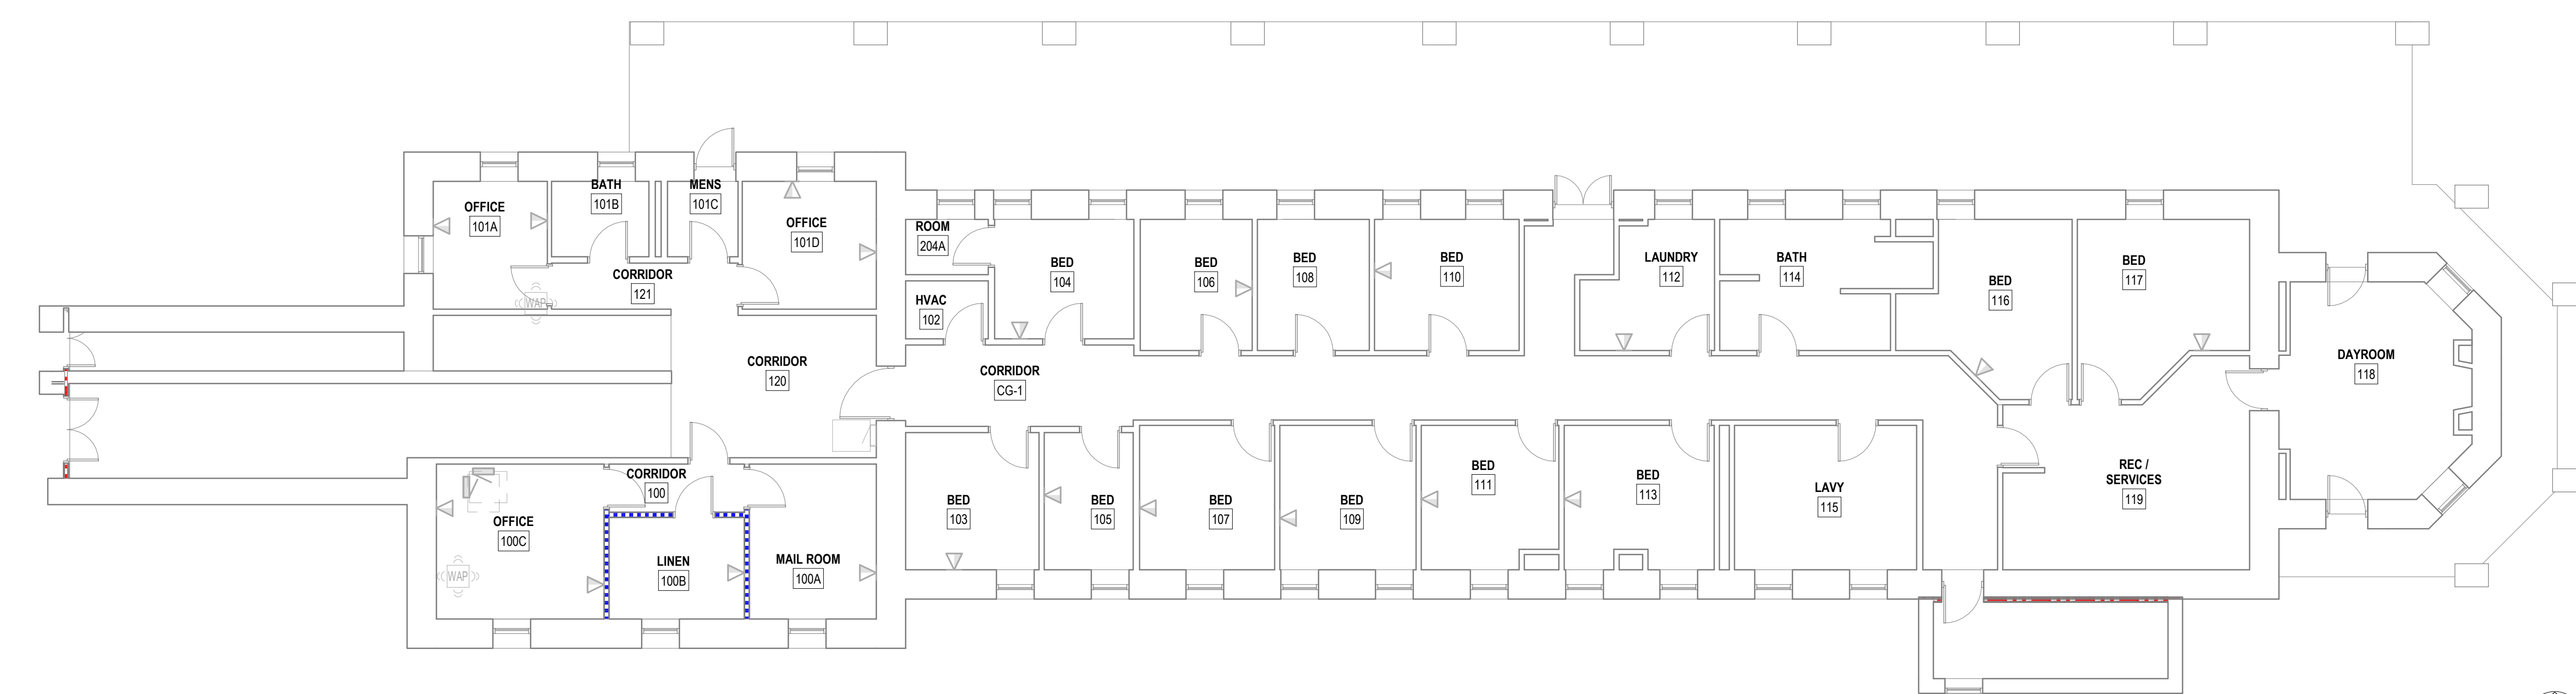 BATH
101B
MENS
101C
OFFICE
101A
OFFICE
101D
WAP
CORRIDOR
121
ROOM
204A
HVAC
102
BED
104
BED
106
BED
108
BED
110
LAUNDRY
112
BATH
114
BED
116
BED
117
CORRIDOR
120
CORRIDOR
CG-1
DAYROOM
118
CORRIDOR
100
OFFICE
100C
WAP
LINEN
100B
MAIL ROOM
100A
BED
103
BED
105
BED
107
BED
109
BED
111
BED
113
LAVY
115
REC /
SERVICES
119